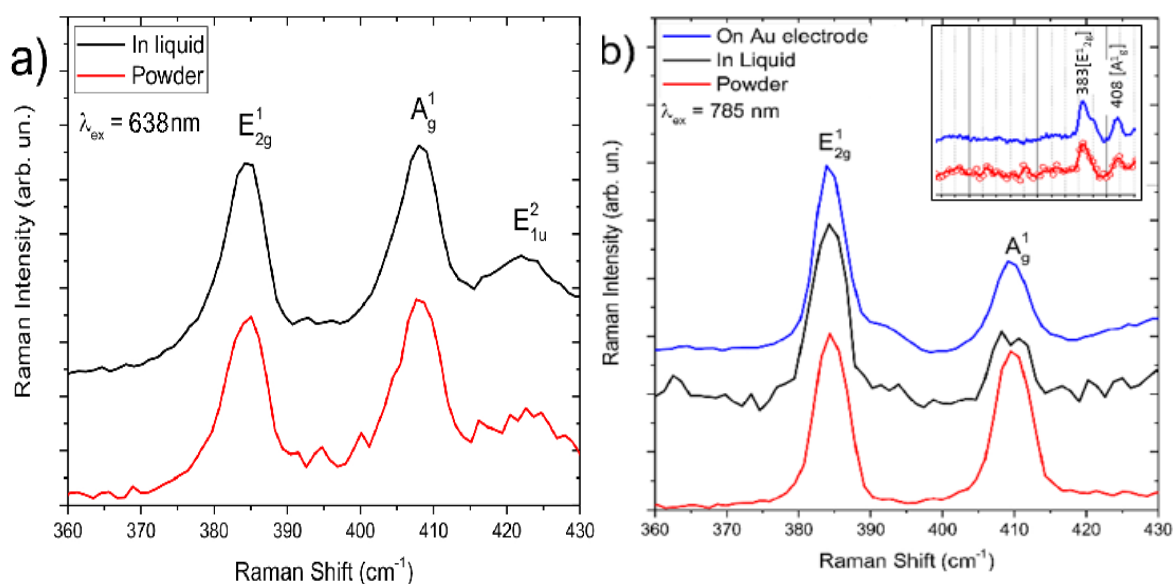 a)
In liquid
Powder
λex = 638nm
E¹2g
A¹g
E²1u
Raman Intensity (arb. un.)
360 370 380 390 400 410 420 430
Raman Shift (cm⁻¹)
b)
On Au electrode
In Liquid
Powder
λex = 785 nm
E¹2g
A¹g
383[E¹2g]
408 [A¹g]
Raman Intensity (arb. un.)
360 370 380 390 400 410 420 430
Raman Shift (cm⁻¹)